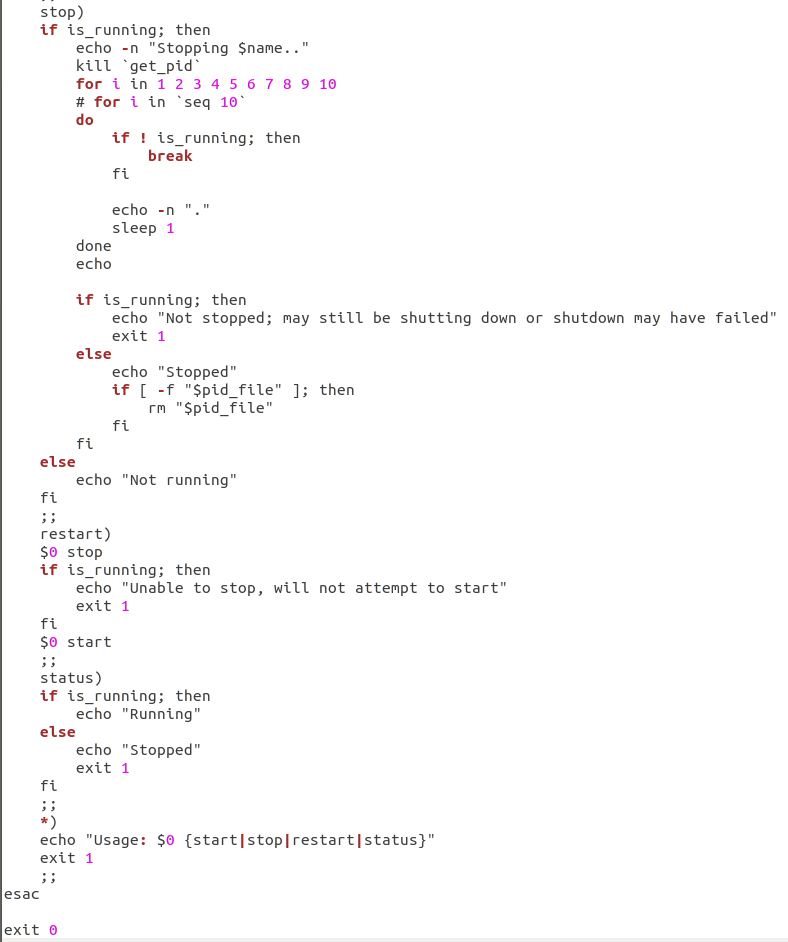 ;;
    stop)
    if is_running; then
        echo -n "Stopping $name.."
        kill `get_pid`
        for i in 1 2 3 4 5 6 7 8 9 10
        # for i in `seq 10`
        do
            if ! is_running; then
                break
            fi

            echo -n "."
            sleep 1
        done
        echo

        if is_running; then
            echo "Not stopped; may still be shutting down or shutdown may have failed"
            exit 1
        else
            echo "Stopped"
            if [ -f "$pid_file" ]; then
                rm "$pid_file"
            fi
        fi
    else
        echo "Not running"
    fi
    ;;
    restart)
    $0 stop
    if is_running; then
        echo "Unable to stop, will not attempt to start"
        exit 1
    fi
    $0 start
    ;;
    status)
    if is_running; then
        echo "Running"
    else
        echo "Stopped"
        exit 1
    fi
    ;;
    *)
    echo "Usage: $0 {start|stop|restart|status}"
    exit 1
    ;;
esac

exit 0